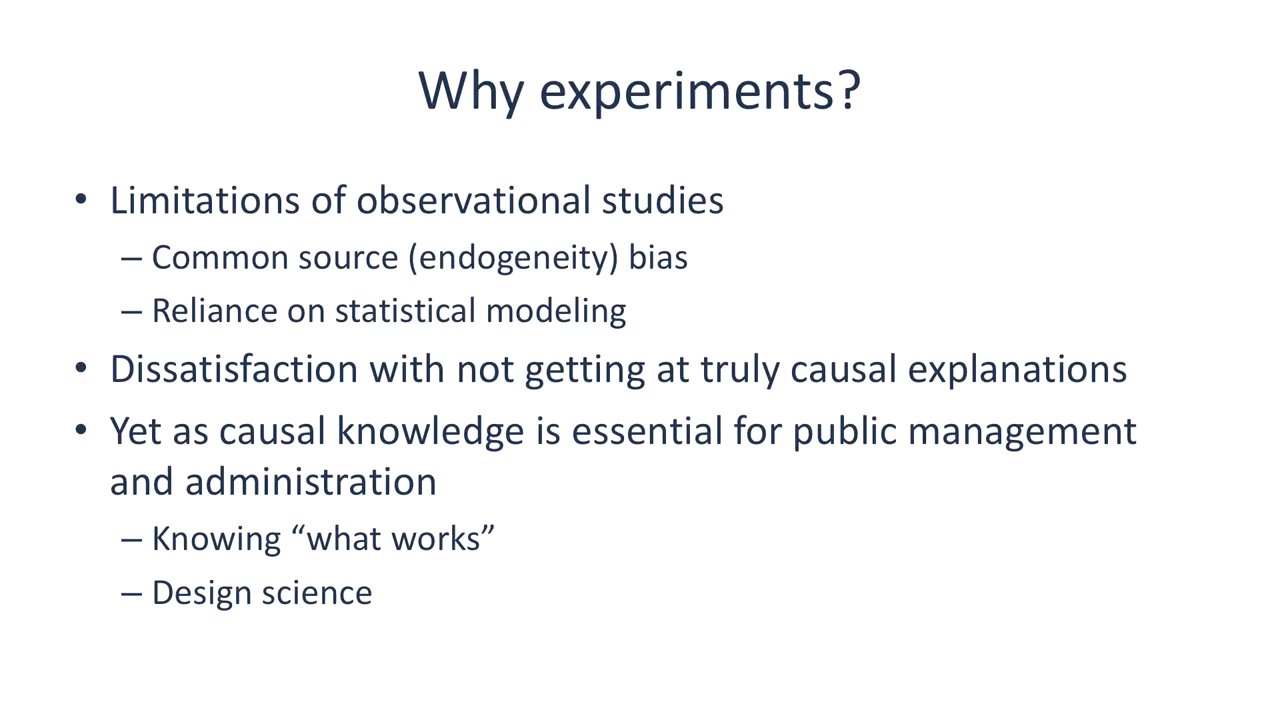 Why experiments?
• Limitations of observational studies
– Common source (endogeneity) bias
– Reliance on statistical modeling
• Dissatisfaction with not getting at truly causal explanations
• Yet as causal knowledge is essential for public management
and administration
– Knowing “what works”
– Design science